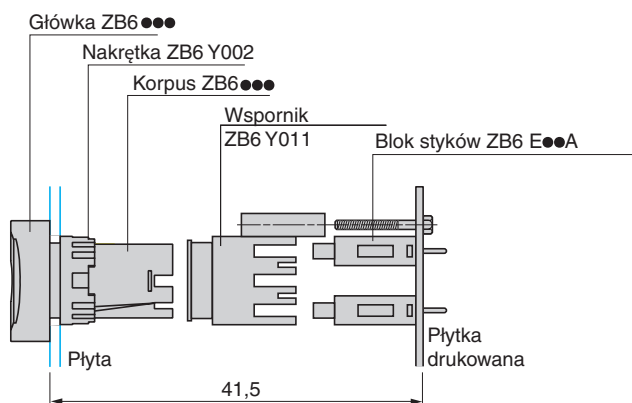 Główka ZB6●●●
Nakrętka ZB6 Y002
Korpus ZB6●●●
Wspornik
ZB6 Y011
Blok styków ZB6 E●●A
Płyta
Płytka
drukowana
41,5